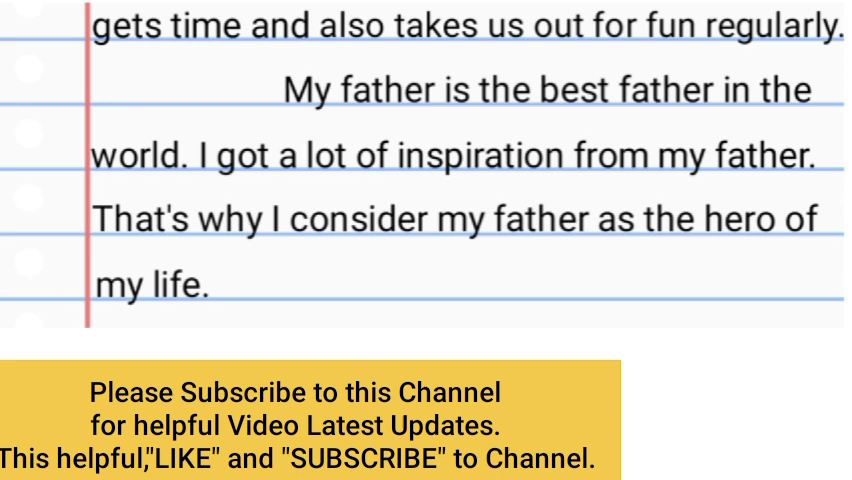 gets time and also takes us out for fun regularly.
My father is the best father in the
world. I got a lot of inspiration from my father.
That's why I consider my father as the hero of
my life.
Please Subscribe to this Channel
for helpful Video Latest Updates.
This helpful,"LIKE" and "SUBSCRIBE" to Channel.